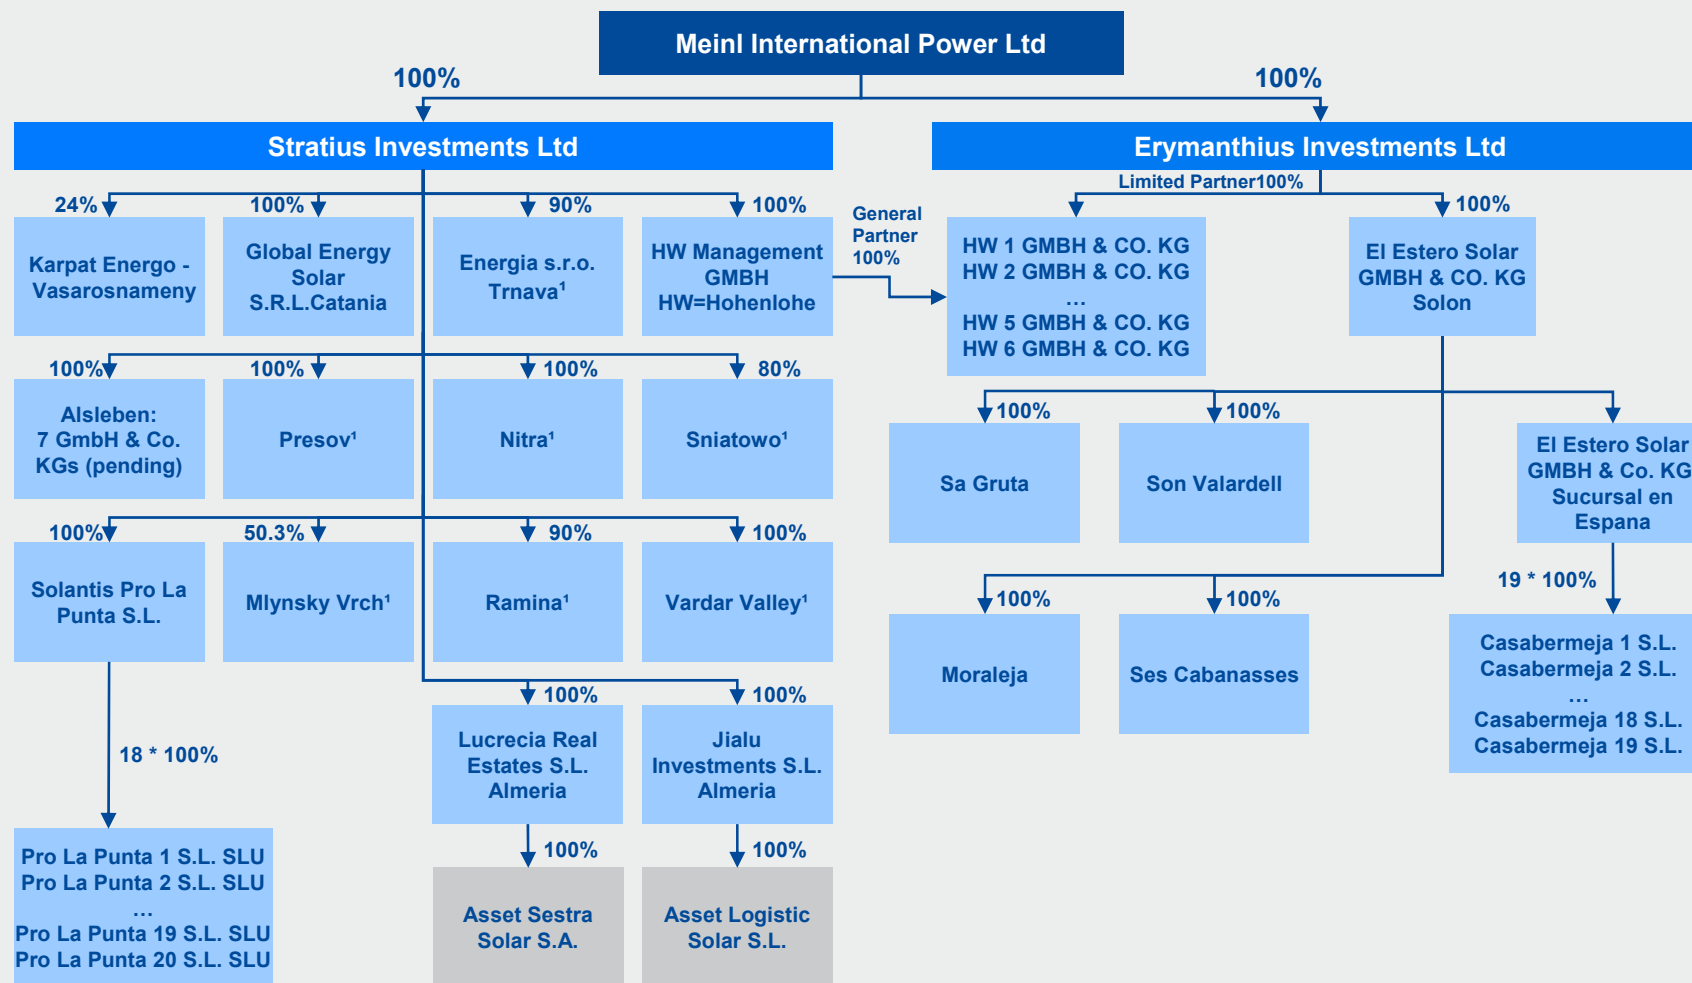 Meinl International Power Ltd
100%
100%
Stratius Investments Ltd
Erymanthius Investments Ltd
Limited Partner100%
24%
100%
90%
100%
100%
General
Partner
100%
Karpat Energo -
Vasarosnameny
Global Energy
Solar
S.R.L.Catania
Energia s.r.o.
Trnava¹
HW Management
GMBH
HW=Hohenlohe
HW 1 GMBH & CO. KG
HW 2 GMBH & CO. KG
…
HW 5 GMBH & CO. KG
HW 6 GMBH & CO. KG
El Estero Solar
GMBH & CO. KG
Solon
100%
100%
100%
80%
Alsleben:
7 GmbH & Co.
KGs (pending)
Presov¹
Nitra¹
Sniatowo¹
100%
100%
Sa Gruta
Son Valardell
El Estero Solar
GMBH & Co. KG
Sucursal en
Espana
100%
50.3%
90%
100%
Solantis Pro La
Punta S.L.
Mlynsky Vrch¹
Ramina¹
Vardar Valley¹
100%
100%
19 * 100%
Moraleja
Ses Cabanasses
Casabermeja 1 S.L.
Casabermeja 2 S.L.
…
Casabermeja 18 S.L.
Casabermeja 19 S.L.
100%
100%
18 * 100%
Lucrecia Real
Estates S.L.
Almeria
Jialu
Investments S.L.
Almeria
100%
100%
Pro La Punta 1 S.L. SLU
Pro La Punta 2 S.L. SLU
…
Pro La Punta 19 S.L. SLU
Pro La Punta 20 S.L. SLU
Asset Sestra
Solar S.A.
Asset Logistic
Solar S.L.